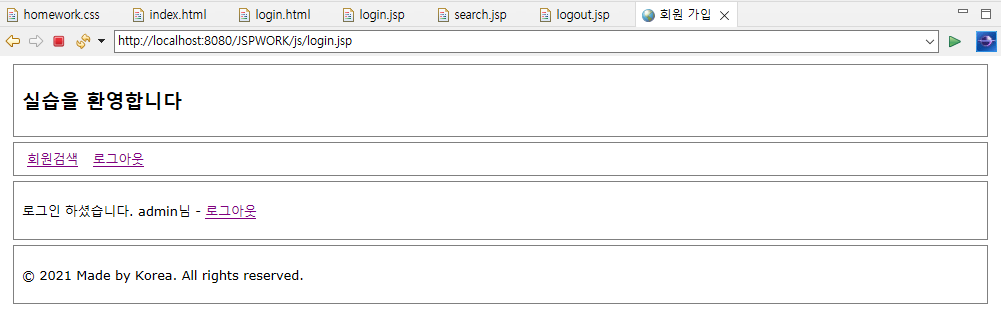 homework.css index.html login.html login.jsp search.jsp logout.jsp 회원 가입
http://localhost:8080/JSPWORK/js/login.jsp
실습을 환영합니다
회원검색 로그아웃
로그인 하셨습니다. admin님 - 로그아웃
© 2021 Made by Korea. All rights reserved.